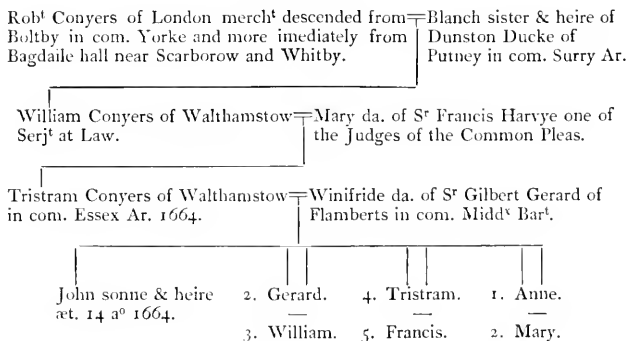 Robᵗ Conyers of London merchᵗ descended from
Boltby in com. Yorke and more imediately from
Bagdaile hall near Scarborow and Whitby.
Blanch sister & heire of
Dunston Ducke of
Putney in com. Surry Ar.
William Conyers of Walthamstow
Serjᵗ at Law.
Mary da. of Sʳ Francis Harvye one of
the Judges of the Common Pleas.
Tristram Conyers of Walthamstow
in com. Essex Ar. 1664.
Winifride da. of Sʳ Gilbert Gerard of
Flamberts in com. Middˣ Barᵗ.
John sonne & heire
æt. 14 aº 1664.
2. Gerard.
3. William.
4. Tristram.
5. Francis.
1. Anne.
2. Mary.